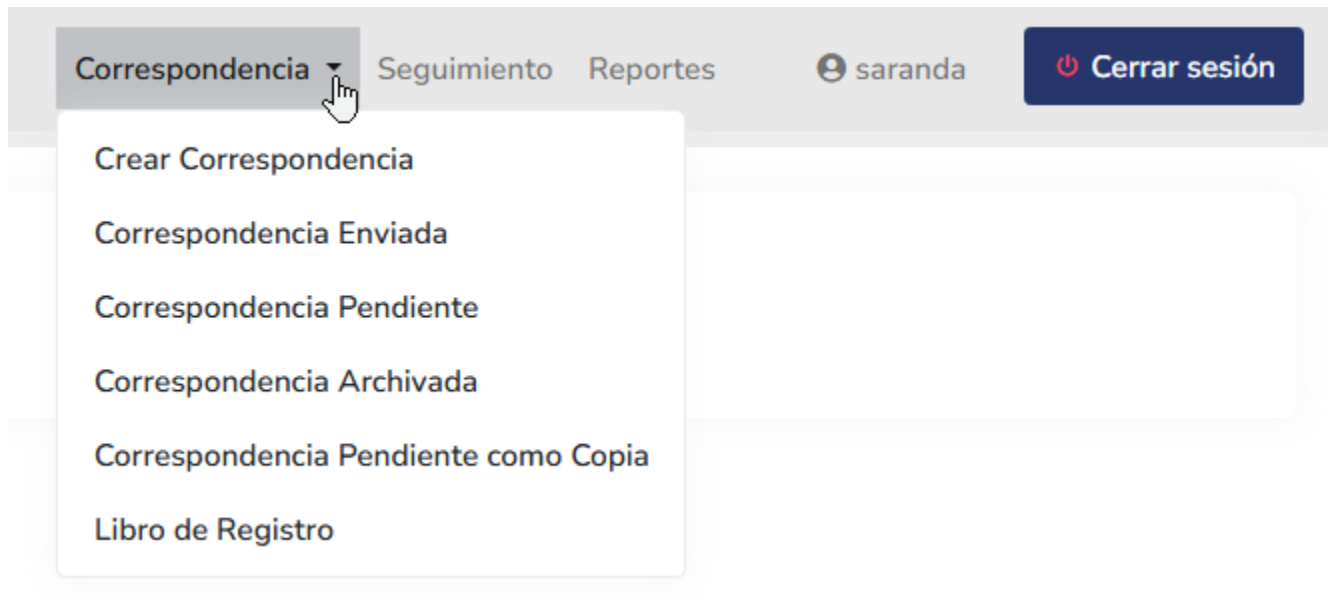 Correspondencia Seguimiento Reportes saranda Cerrar sesión
Crear Correspondencia
Correspondencia Enviada
Correspondencia Pendiente
Correspondencia Archivada
Correspondencia Pendiente como Copia
Libro de Registro